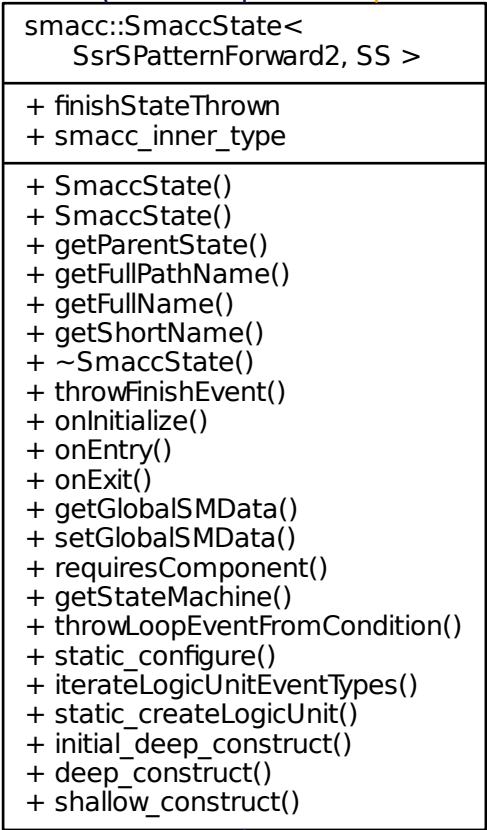 smacc::SmaccState<
SsrSPatternForward2, SS >
+ finishStateThrown
+ smacc_inner_type
+ SmaccState()
+ SmaccState()
+ getParentState()
+ getFullPathName()
+ getFullName()
+ getShortName()
+ ~SmaccState()
+ throwFinishEvent()
+ onInitialize()
+ onEntry()
+ onExit()
+ getGlobalSMData()
+ setGlobalSMData()
+ requiresComponent()
+ getStateMachine()
+ throwLoopEventFromCondition()
+ static_configure()
+ iterateLogicUnitEventTypes()
+ static_createLogicUnit()
+ initial_deep_construct()
+ deep_construct()
+ shallow_construct()